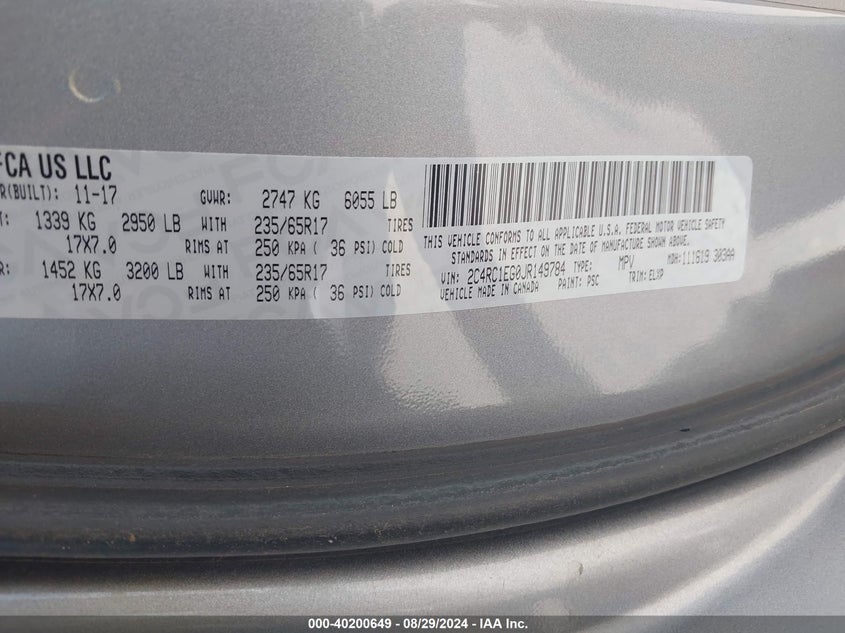 FCA US LLC
R(BUILT): 11-17 GVWR: 2747 KG 6055 LB
T: 1339 KG 2950 LB WITH 235/65R17 TIRES
17X7.0 RIMS AT 250 KPA ( 36 PSI) COLD
R: 1452 KG 3200 LB WITH 235/65R17 TIRES
17X7.0 RIMS AT 250 KPA ( 36 PSI) COLD
THIS VEHICLE CONFORMS TO ALL APPLICABLE U.S.A. FEDERAL MOTOR VEHICLE SAFETY
STANDARDS IN EFFECT ON THE DATE OF MANUFACTURE SHOWN ABOVE.
VIN: 2C4RC1EG0JR149784 TYPE: MPV MDH: 111619 303AA
VEHICLE MADE IN CANADA PAINT: PSC TRIM: ELXP
000-40200649 - 08/29/2024 - IAA Inc.